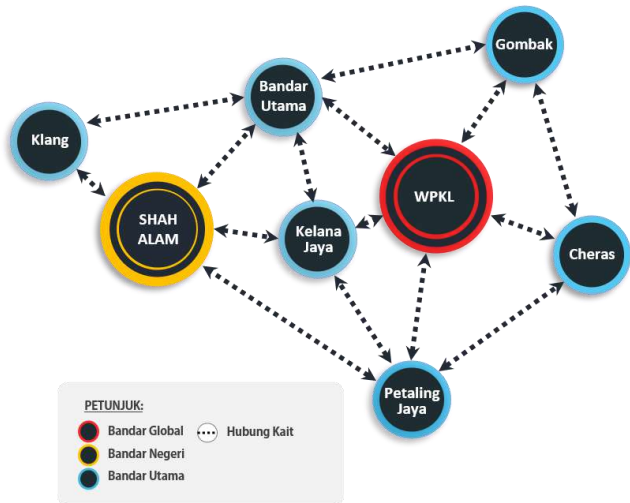 Gombak
Bandar
Utama
Klang
WPKL
SHAH
ALAM
Kelana
Jaya
Cheras
Petaling
Jaya
PETUNJUK:
Bandar Global
Hubung Kait
Bandar Negeri
Bandar Utama